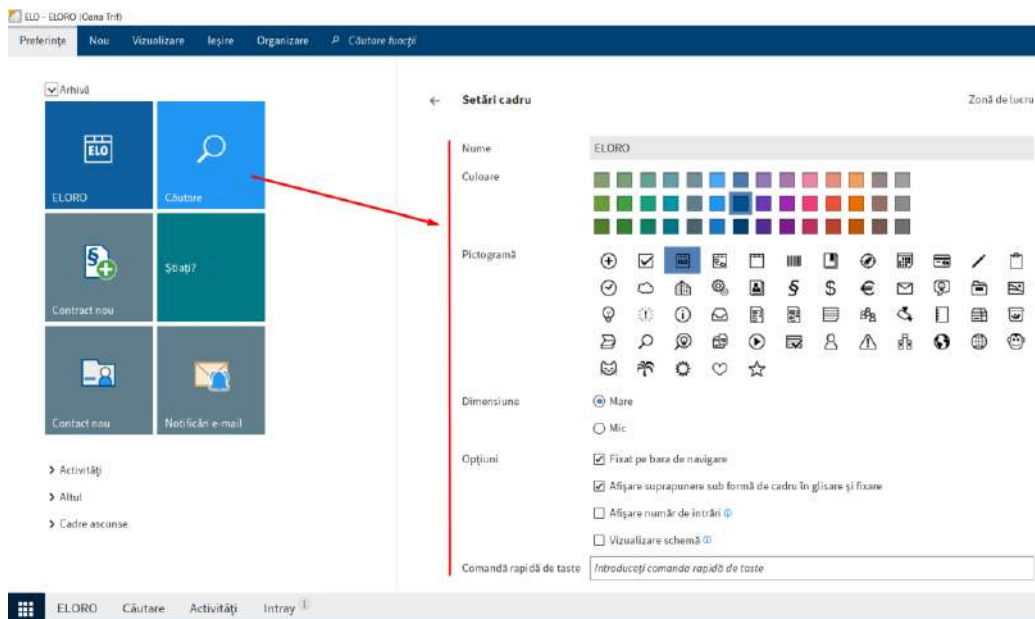 ELO - ELORO (Oana Trif)
Preferințe Nou Vizualizare Ieșire Organizare Căutare funcții
Arhivă
Setări cadru Zonă de lucru
ELO
ELORO Căutare
Contract nou Știați?
Contact nou Notificări e-mail
Activități
Altul
Cadre ascunse
Nume ELORO
Culoare
Pictogramă
Dimensiune Mare
Mic
Opțiuni Fixat pe bara de navigare
Afișare suprapunere sub formă de cadru în glisare și fixare
Afișare număr de intrări
Vizualizare schemă
Comandă rapidă de taste Introduceți comanda rapidă de taste
ELORO Căutare Activități Intray 1